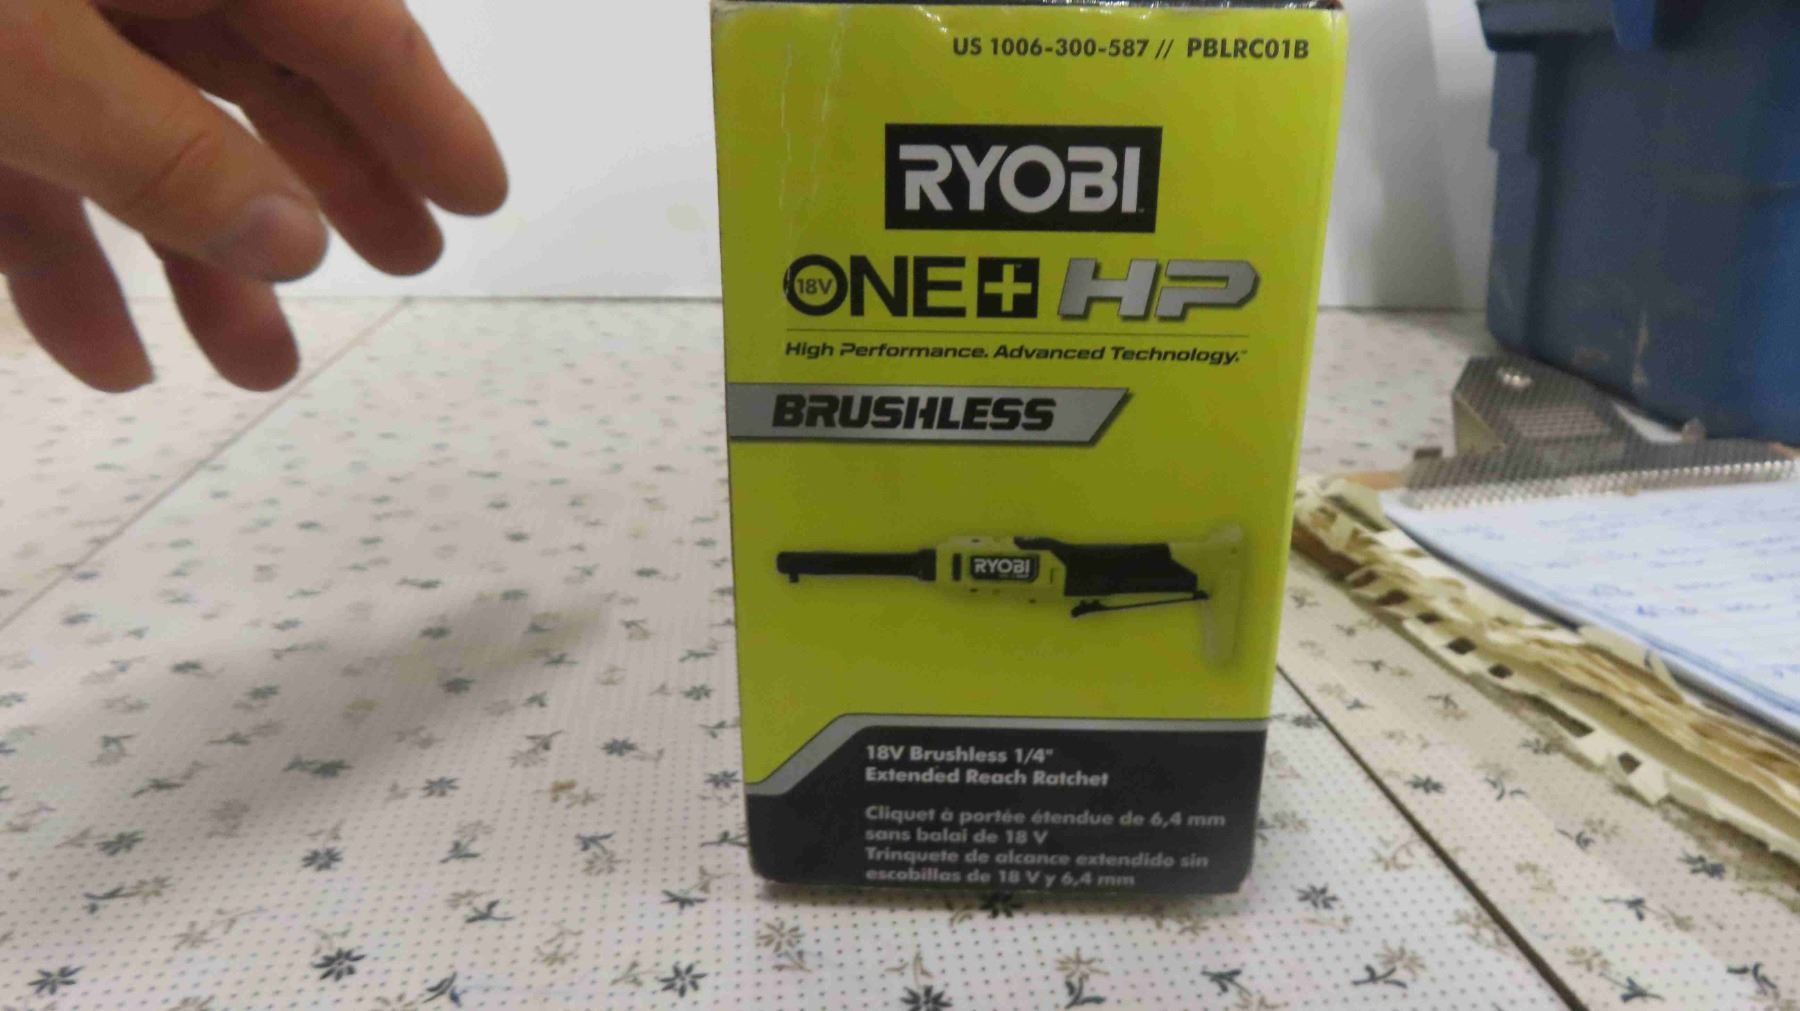 US 1006-300-587 // PBLRC01B
RYOBI
18V ONE+ HP
High Performance. Advanced Technology.™
BRUSHLESS
RYOBI
18V Brushless 1/4"
Extended Reach Ratchet
Cliquet à portée étendue de 6,4 mm
sans balai de 18 V
Trinquete de alcance extendido sin
escobillas de 18 V y 6,4 mm